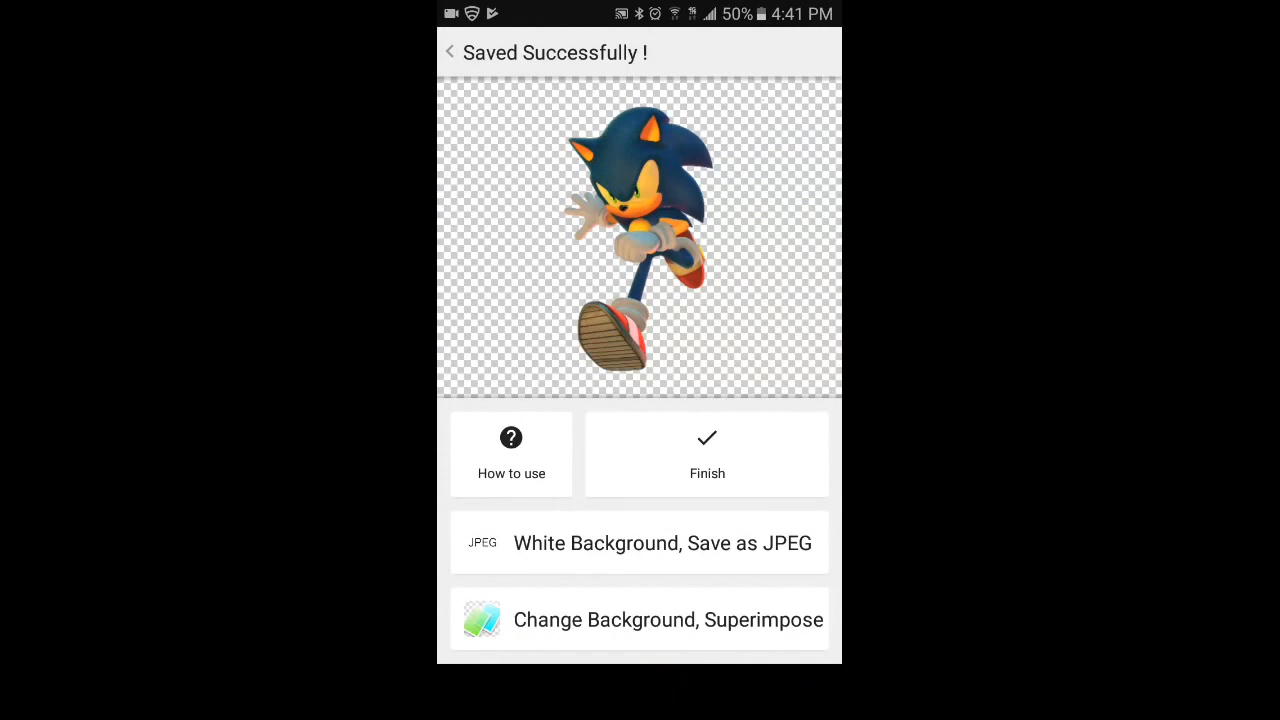 50% 4:41 PM
Saved Successfully !
How to use
Finish
JPEG White Background, Save as JPEG
Change Background, Superimpose